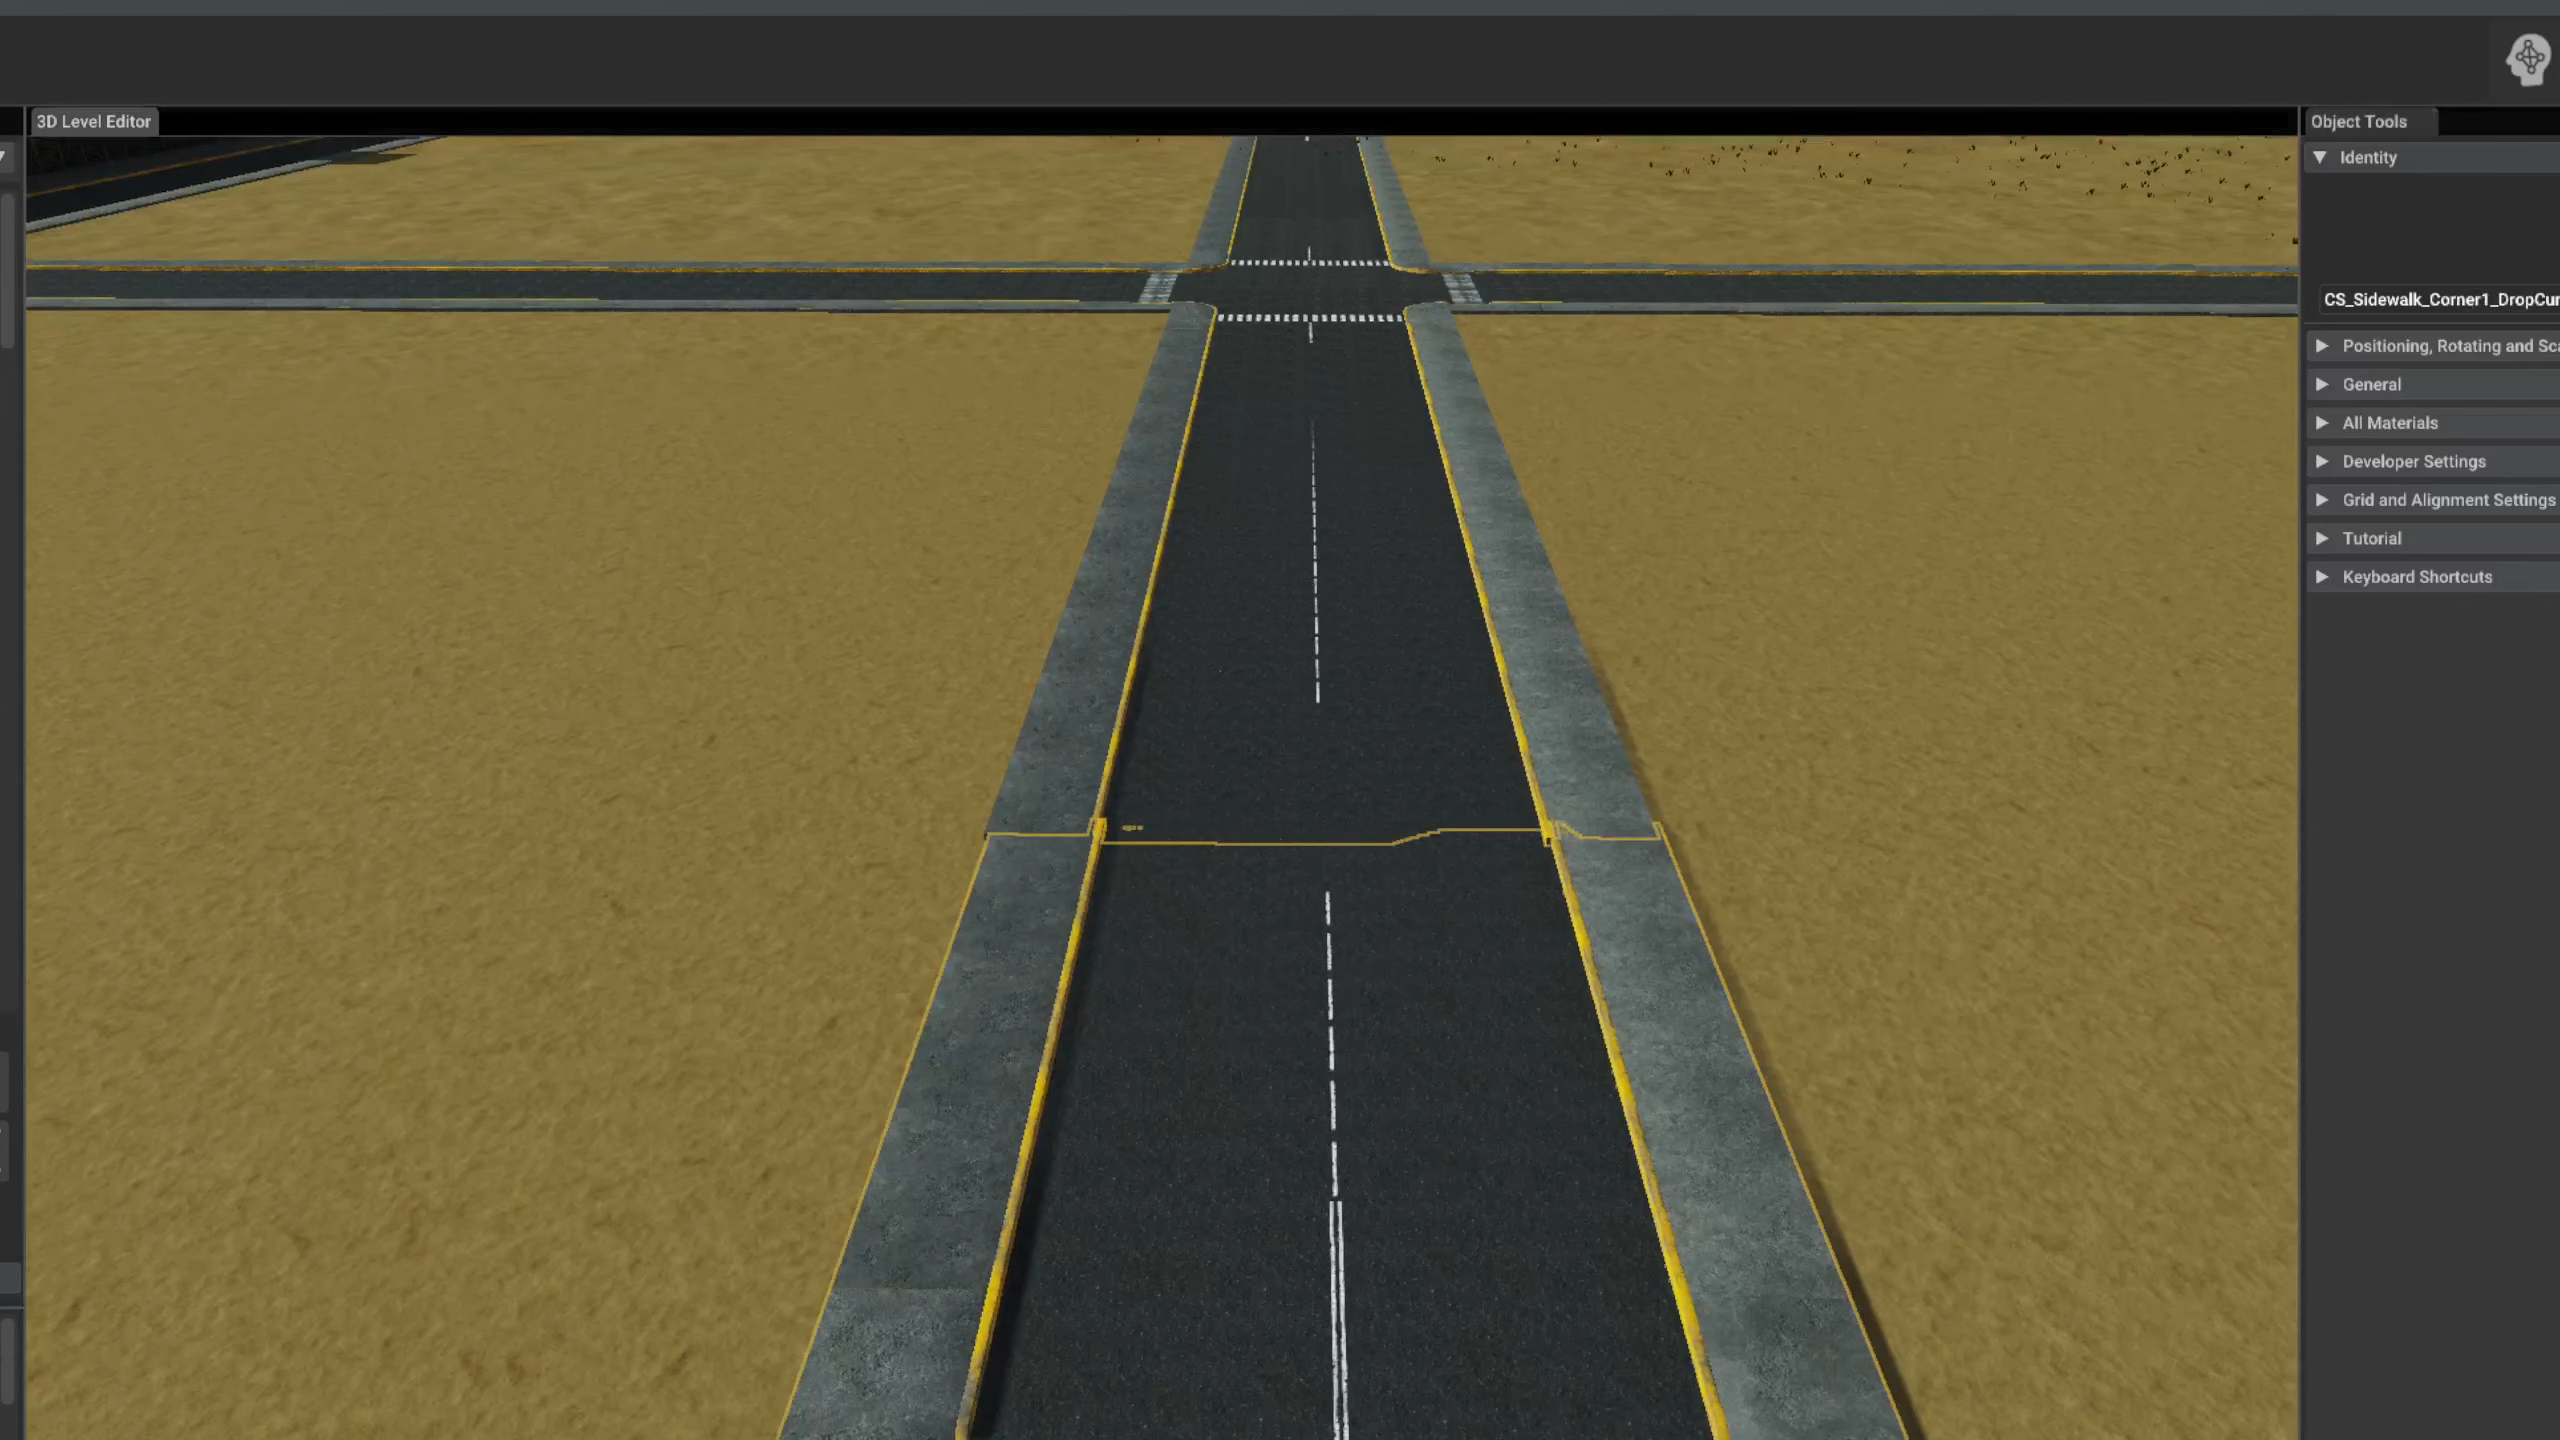 3D Level Editor
Object Tools
Identity
CS_Sidewalk_Corner1_DropCur
Positioning, Rotating and Sca
General
All Materials
Developer Settings
Grid and Alignment Settings
Tutorial
Keyboard Shortcuts